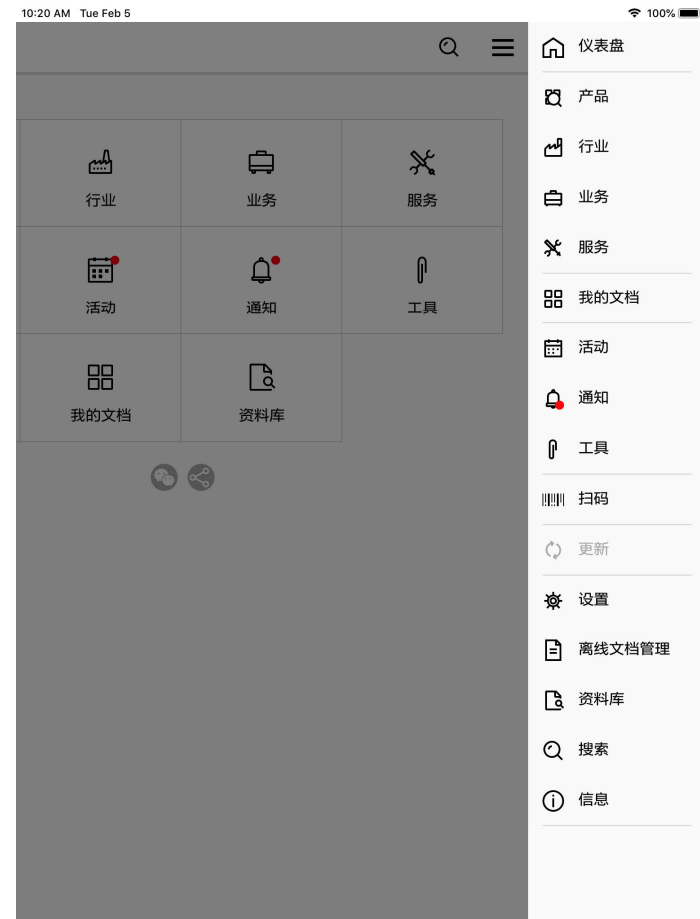 10:20 AM Tue Feb 5
100%
行业
业务
服务
活动
通知
工具
我的文档
资料库
仪表盘
产品
行业
业务
服务
我的文档
活动
通知
工具
扫码
更新
设置
离线文档管理
资料库
搜索
信息